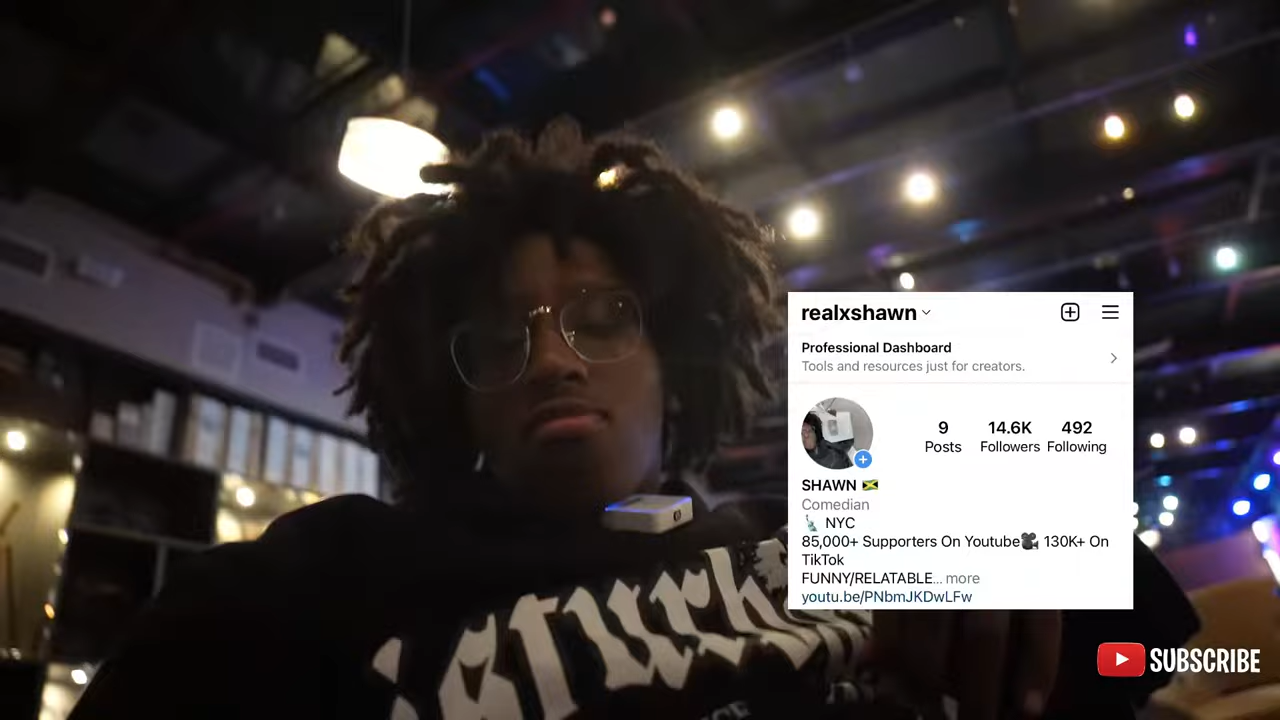 realxshawn
Professional Dashboard
Tools and resources just for creators.
9
Posts
14.6K
Followers
492
Following
SHAWN 🇯🇲
Comedian
🗽 NYC
85,000+ Supporters On Youtube🎥 130K+ On
TikTok
FUNNY/RELATABLE... more
youtu.be/PNbmJKDwLFw
SUBSCRIBE